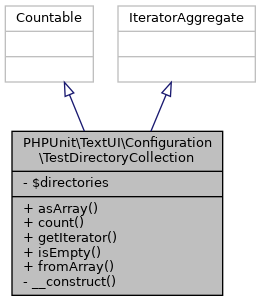 Countable
IteratorAggregate
PHPUnit\TextUI\Configuration
\TestDirectoryCollection
- $directories
+ asArray()
+ count()
+ getIterator()
+ isEmpty()
+ fromArray()
- __construct()